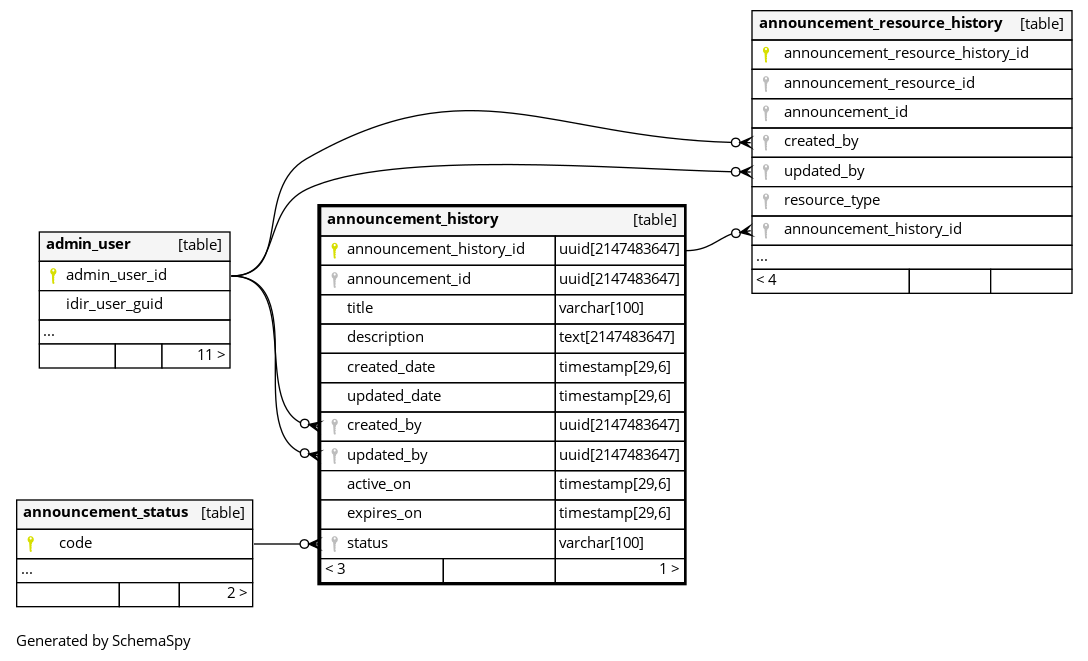 announcement_resource_history [table]
announcement_resource_history_id
announcement_resource_id
announcement_id
created_by
updated_by
resource_type
announcement_history_id
...
< 4
announcement_history [table]
announcement_history_id uuid[2147483647]
announcement_id uuid[2147483647]
title varchar[100]
description text[2147483647]
created_date timestamp[29,6]
updated_date timestamp[29,6]
created_by uuid[2147483647]
updated_by uuid[2147483647]
active_on timestamp[29,6]
expires_on timestamp[29,6]
status varchar[100]
< 3 1 >
admin_user [table]
admin_user_id
idir_user_guid
...
11 >
announcement_status [table]
code
...
2 >
Generated by SchemaSpy